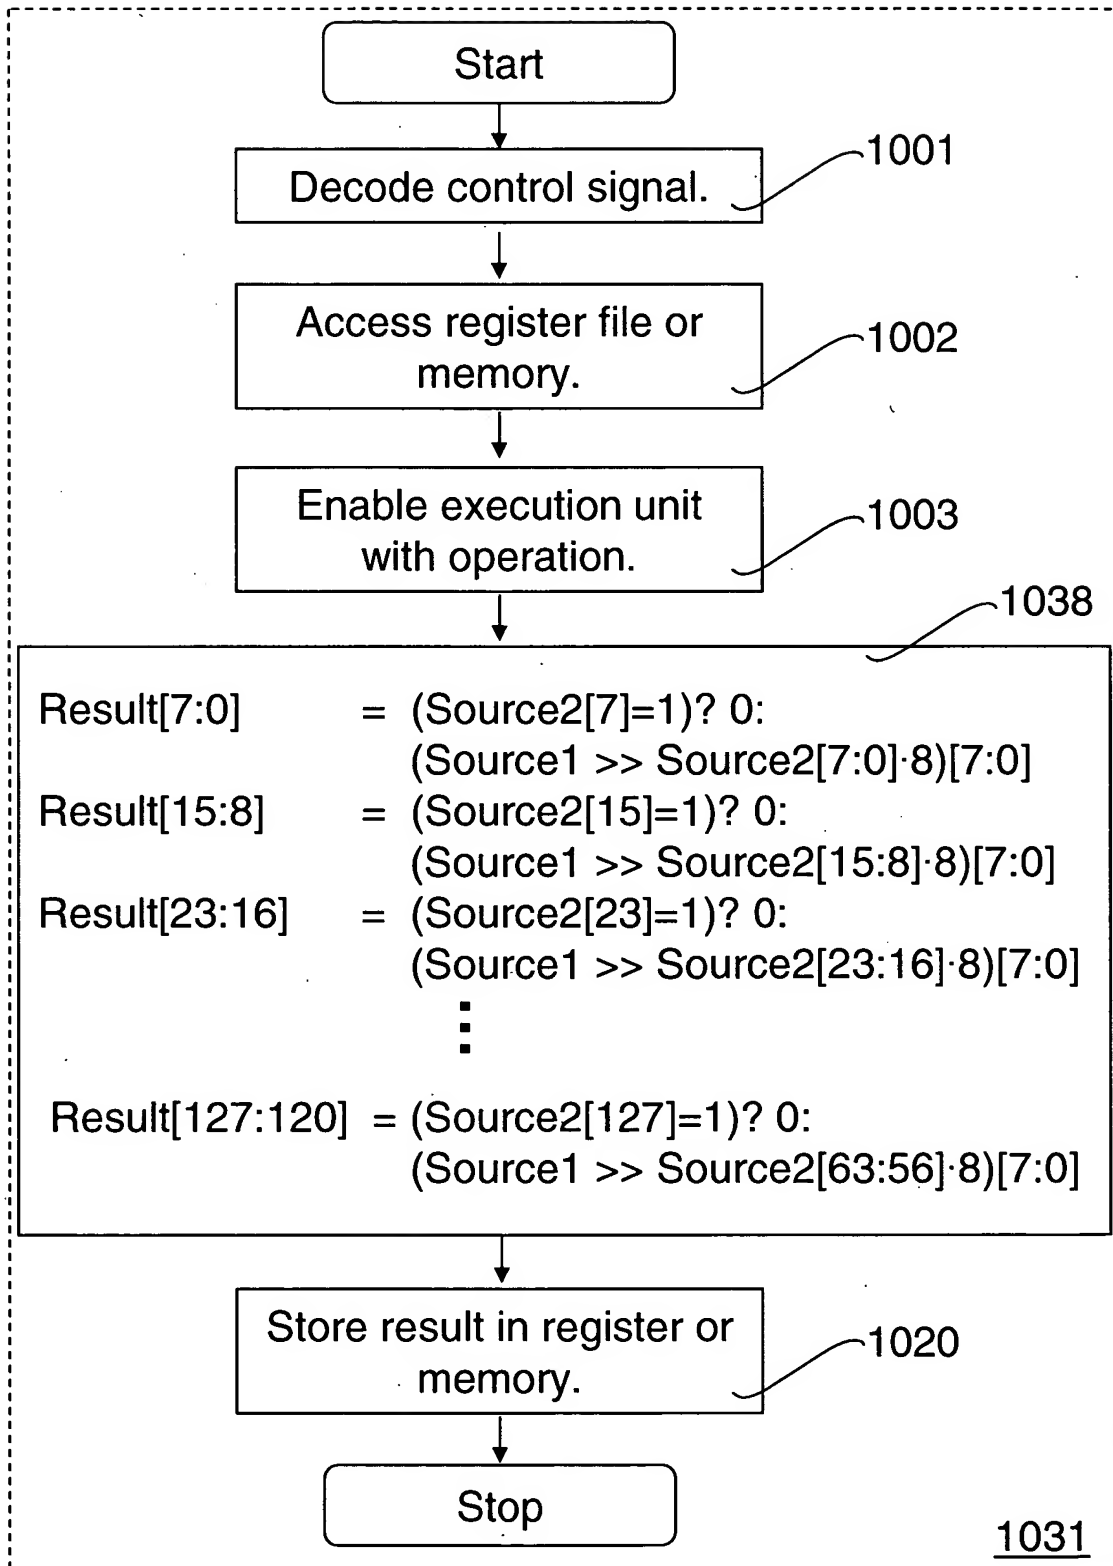 Start
Decode control signal.
1001
Access register file or
memory.
1002
Enable execution unit
with operation.
1003
1038
Result[7:0] = (Source2[7]=1)? 0:
(Source1 >> Source2[7:0]·8)[7:0]
Result[15:8] = (Source2[15]=1)? 0:
(Source1 >> Source2[15:8]·8)[7:0]
Result[23:16] = (Source2[23]=1)? 0:
(Source1 >> Source2[23:16]·8)[7:0]
Result[127:120] = (Source2[127]=1)? 0:
(Source1 >> Source2[63:56]·8)[7:0]
Store result in register or
memory.
1020
Stop
1031